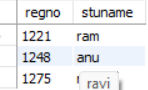 regno stuname
1221 ram
1248 anu
1275
ravi